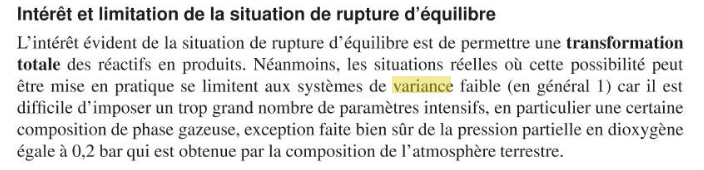 Intérêt et limitation de la situation de rupture d'équilibre
L'intérêt évident de la situation de rupture d'équilibre est de permettre une transformation
totale des réactifs en produits. Néanmoins, les situations réelles où cette possibilité peut
être mise en pratique se limitent aux systèmes de variance faible (en général 1) car il est
difficile d'imposer un trop grand nombre de paramètres intensifs, en particulier une certaine
composition de phase gazeuse, exception faite bien sûr de la pression partielle en dioxygène
égale à 0,2 bar qui est obtenue par la composition de l'atmosphère terrestre.